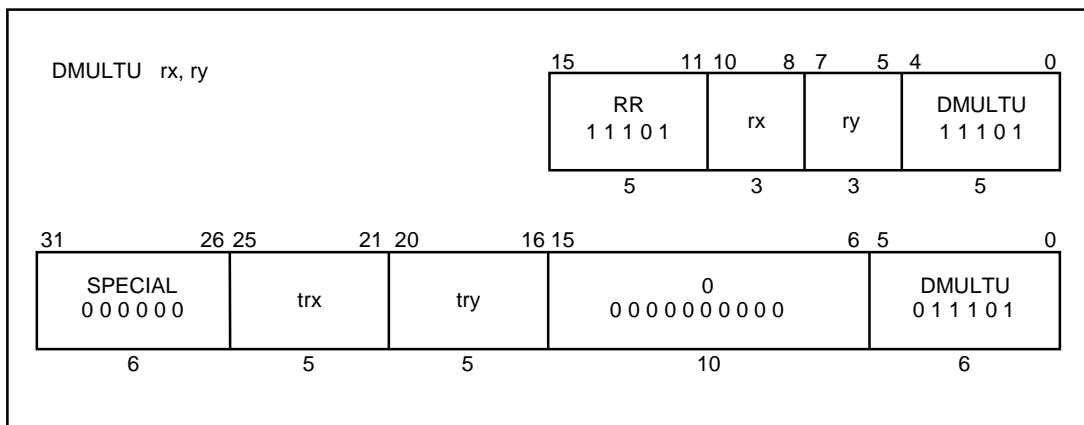 DMULTU rx, ry
15 11 10 8 7 5 4 0
RR rx ry DMULTU
1 1 1 0 1 1 1 1 0 1
5 3 3 5
31 26 25 21 20 16 15 6 5 0
SPECIAL trx try 0 DMULTU
0 0 0 0 0 0 0 0 0 0 0 0 0 0 0 0 0 1 1 1 0 1
6 5 5 10 6